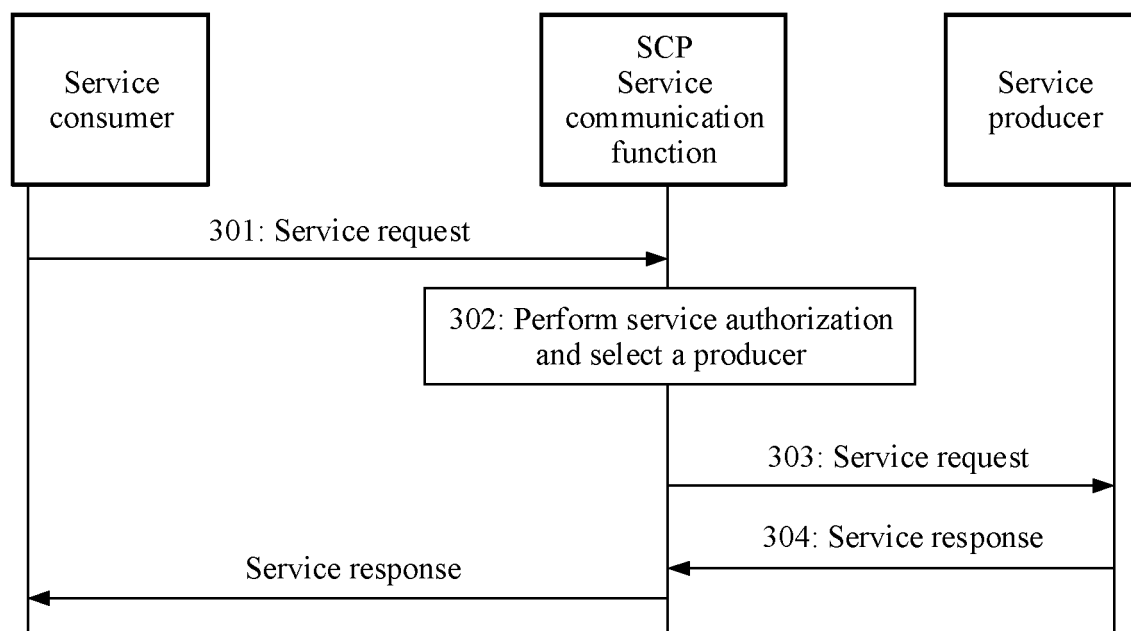 Service
consumer
SCP
Service
communication
function
Service
producer
301: Service request
302: Perform service authorization
and select a producer
303: Service request
304: Service response
Service response